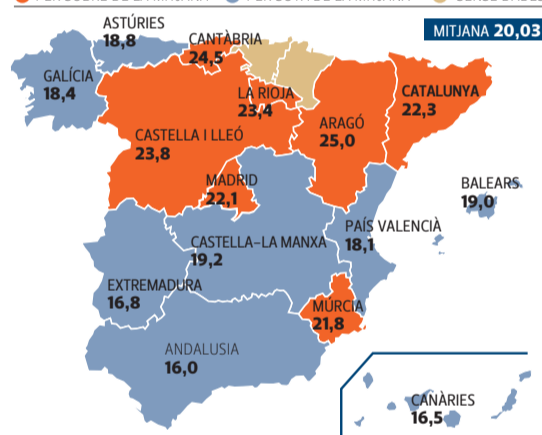 MITJANA 20,03
ASTÚRIES
18,8
CANTÀBRIA
24,5
GALÍCIA
18,4
LA RIOJA
23,4
CATALUNYA
22,3
ARAGÓ
25,0
CASTELLA I LLEÓ
23,8
MADRID
22,1
BALEARS
19,0
PAÍS VALENCIÀ
18,1
CASTELLA-LA MANXA
19,2
EXTREMADURA
16,8
MÚRCIA
21,8
ANDALUSIA
16,0
CANÀRIES
16,5